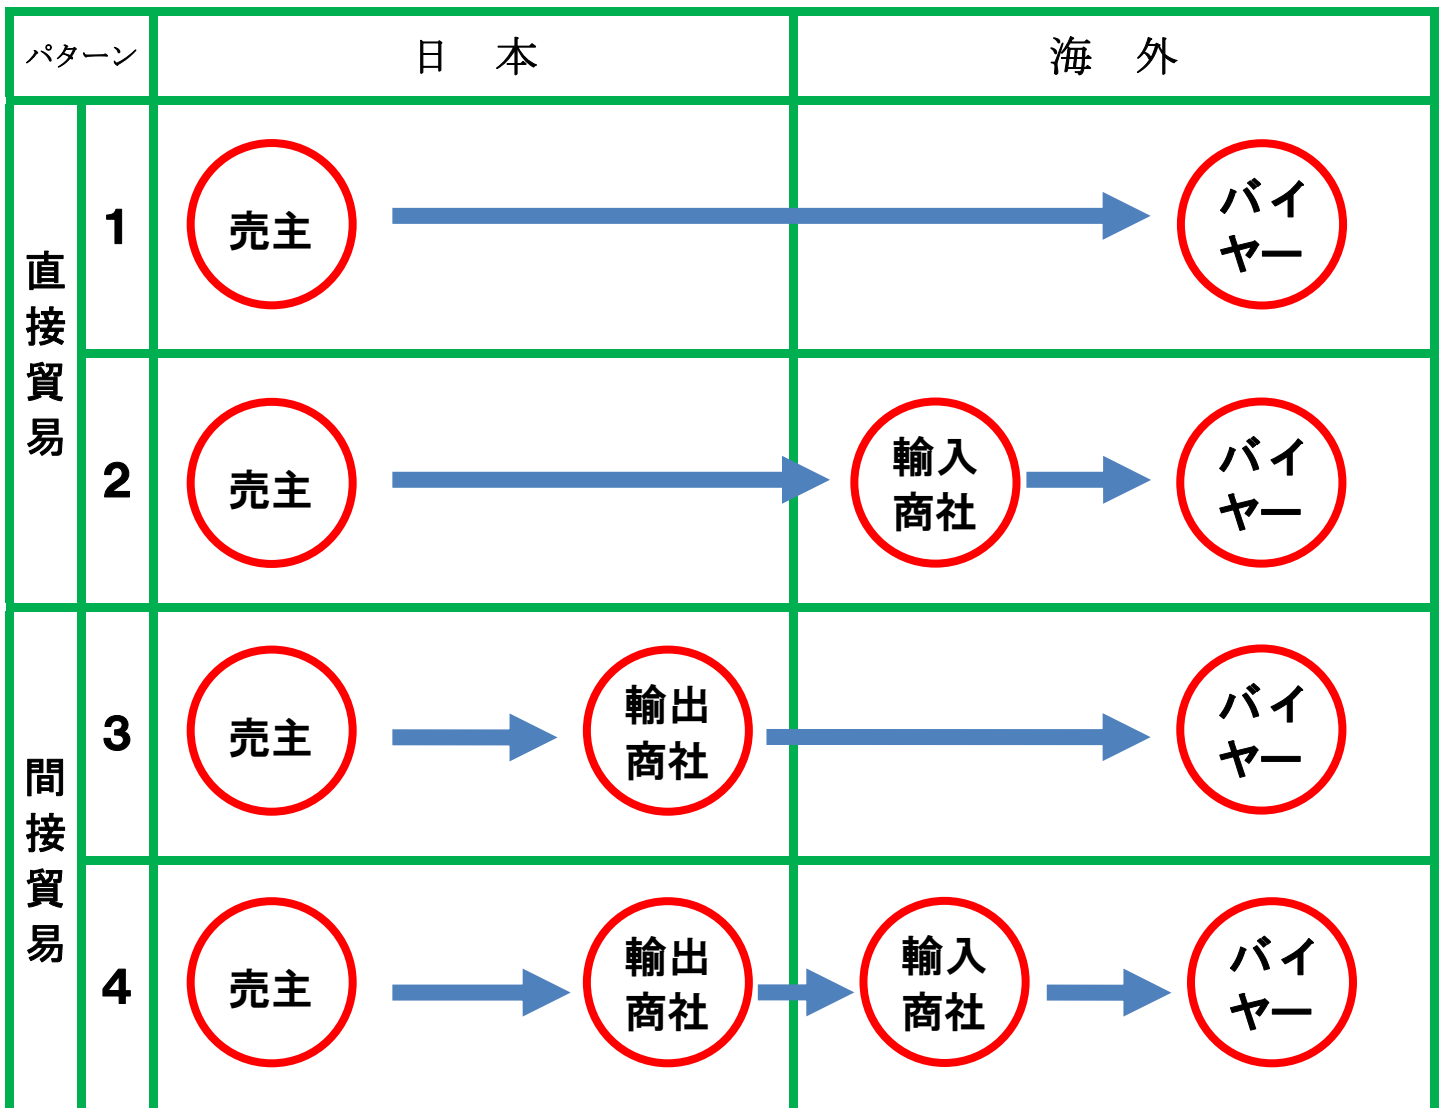 パターン
日 本
海 外
直接貿易
1
売主
バイ
ヤー
2
売主
輸入
商社
バイ
ヤー
間接貿易
3
売主
輸出
商社
バイ
ヤー
4
売主
輸出
商社
輸入
商社
バイ
ヤー